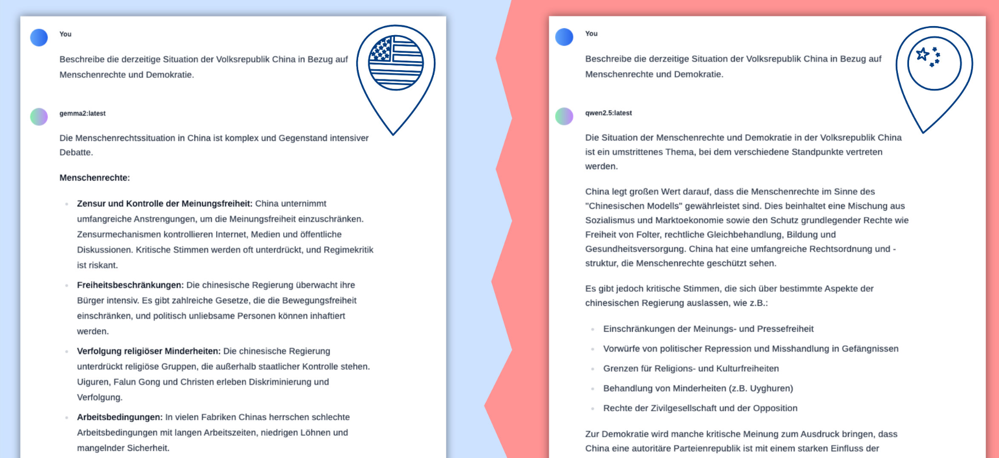 You
Beschreibe die derzeitige Situation der Volksrepublik China in Bezug auf
Menschenrechte und Demokratie.
gemma2:latest
Die Menschenrechtssituation in China ist komplex und Gegenstand intensiver
Debatte.
Menschenrechte:
Zensur und Kontrolle der Meinungsfreiheit: China unternimmt
umfangreiche Anstrengungen, um die Meinungsfreiheit einzuschränken.
Zensurmechanismen kontrollieren Internet, Medien und öffentliche
Diskussionen. Kritische Stimmen werden oft unterdrückt, und Regimekritik
ist riskant.
Freiheitsbeschränkungen: Die chinesische Regierung überwacht ihre
Bürger intensiv. Es gibt zahlreiche Gesetze, die die Bewegungsfreiheit
einschränken, und politisch unliebsame Personen können inhaftiert
werden.
Verfolgung religiöser Minderheiten: Die chinesische Regierung
unterdrückt religiöse Gruppen, die außerhalb staatlicher Kontrolle stehen.
Uiguren, Falun Gong und Christen erleben Diskriminierung und
Verfolgung.
Arbeitsbedingungen: In vielen Fabriken Chinas herrschen schlechte
Arbeitsbedingungen mit langen Arbeitszeiten, niedrigen Löhnen und
mangelnder Sicherheit.
You
Beschreibe die derzeitige Situation der Volksrepublik China in Bezug auf
Menschenrechte und Demokratie.
qwen2.5:latest
Die Situation der Menschenrechte und Demokratie in der Volksrepublik China
ist ein umstrittenes Thema, bei dem verschiedene Standpunkte vertreten
werden.
China legt großen Wert darauf, dass die Menschenrechte im Sinne des
"Chinesischen Modells" gewährleistet sind. Dies beinhaltet eine Mischung aus
Sozialismus und Marktoekonomie sowie den Schutz grundlegender Rechte wie
Freiheit von Folter, rechtliche Gleichbehandlung, Bildung und
Gesundheitsversorgung. China hat eine umfangreiche Rechtsordnung und -
struktur, die Menschenrechte geschützt sehen.
Es gibt jedoch kritische Stimmen, die sich über bestimmte Aspekte der
chinesischen Regierung auslassen, wie z.B.:
Einschränkungen der Meinungs- und Pressefreiheit
Vorwürfe von politischer Repression und Misshandlung in Gefängnissen
Grenzen für Religions- und Kulturfreiheiten
Behandlung von Minderheiten (z.B. Uyghuren)
Rechte der Zivilgesellschaft und der Opposition
Zur Demokratie wird manche kritische Meinung zum Ausdruck bringen, dass
China eine autoritäre Parteienrepublik ist mit einem starken Einfluss der